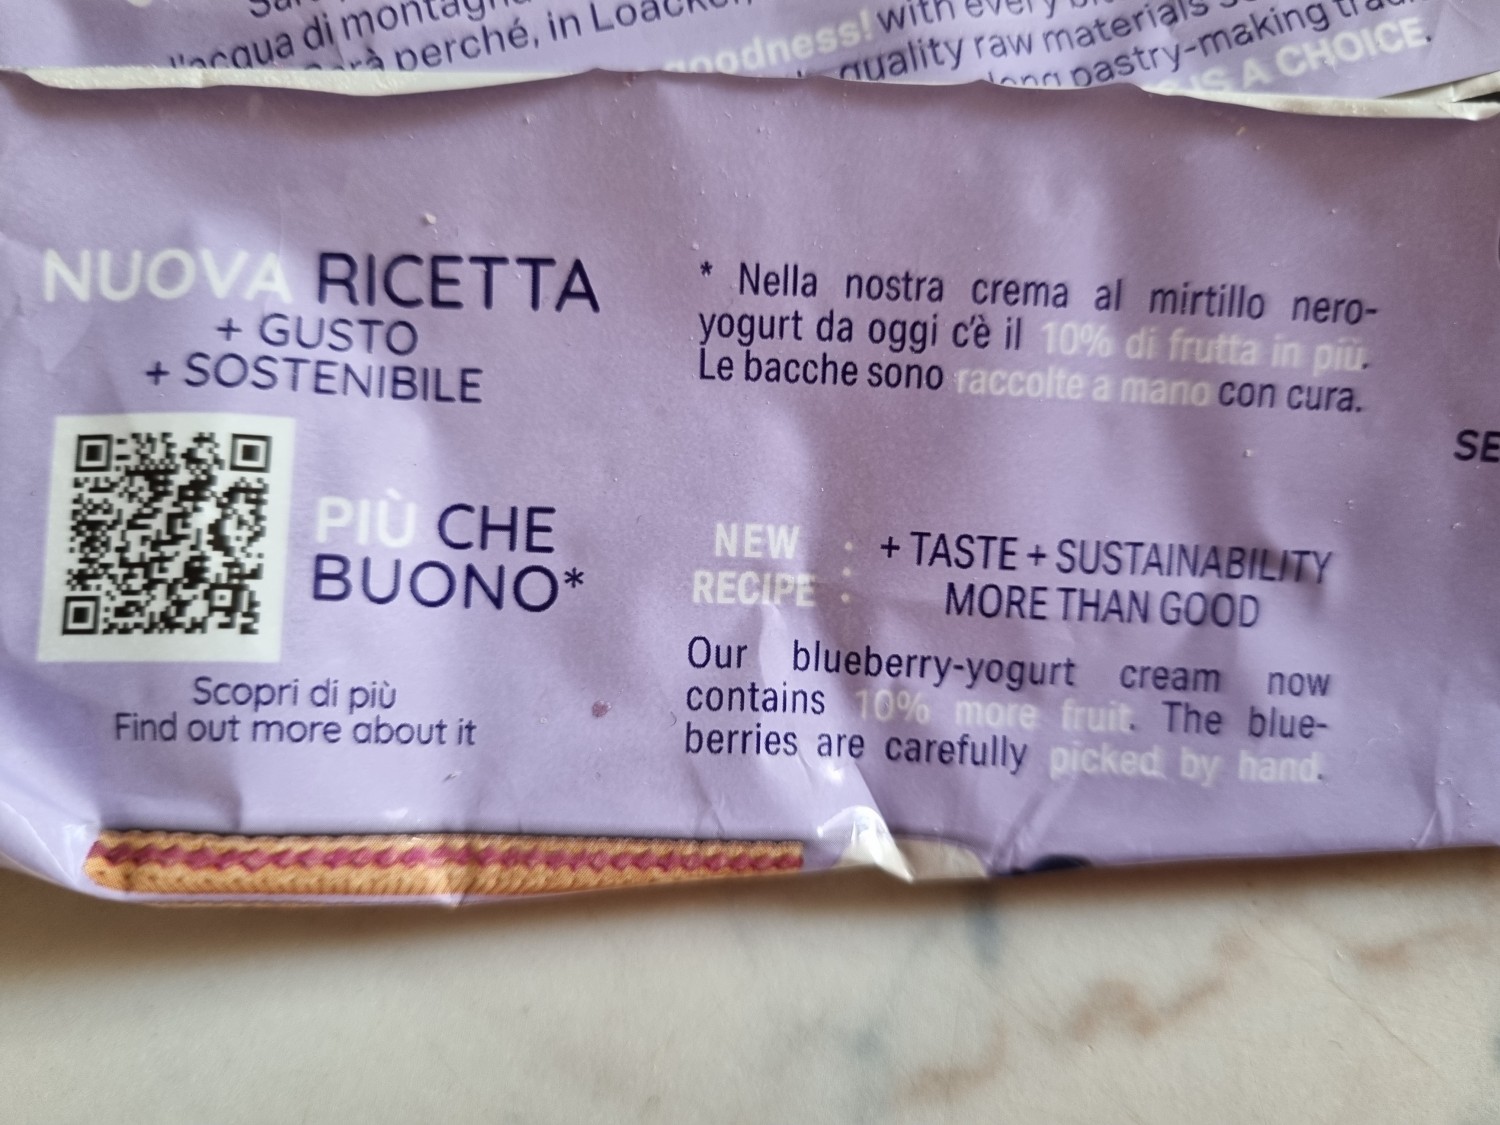 l'acqua di montagna
perché, in Loacker,
goodness! with every
quality raw materials
pastry-making
IS A CHOICE.
NUOVA RICETTA
+ GUSTO
+ SOSTENIBILE
PIÙ CHE
BUONO*
Scopri di più
Find out more about it
* Nella nostra crema al mirtillo nero-
yogurt da oggi c'è il 10% di frutta in più.
Le bacche sono raccolte a mano con cura.
NEW
RECIPE
+ TASTE + SUSTAINABILITY
MORE THAN GOOD
Our blueberry-yogurt cream now
contains 10% more fruit. The blue-
berries are carefully picked by hand.